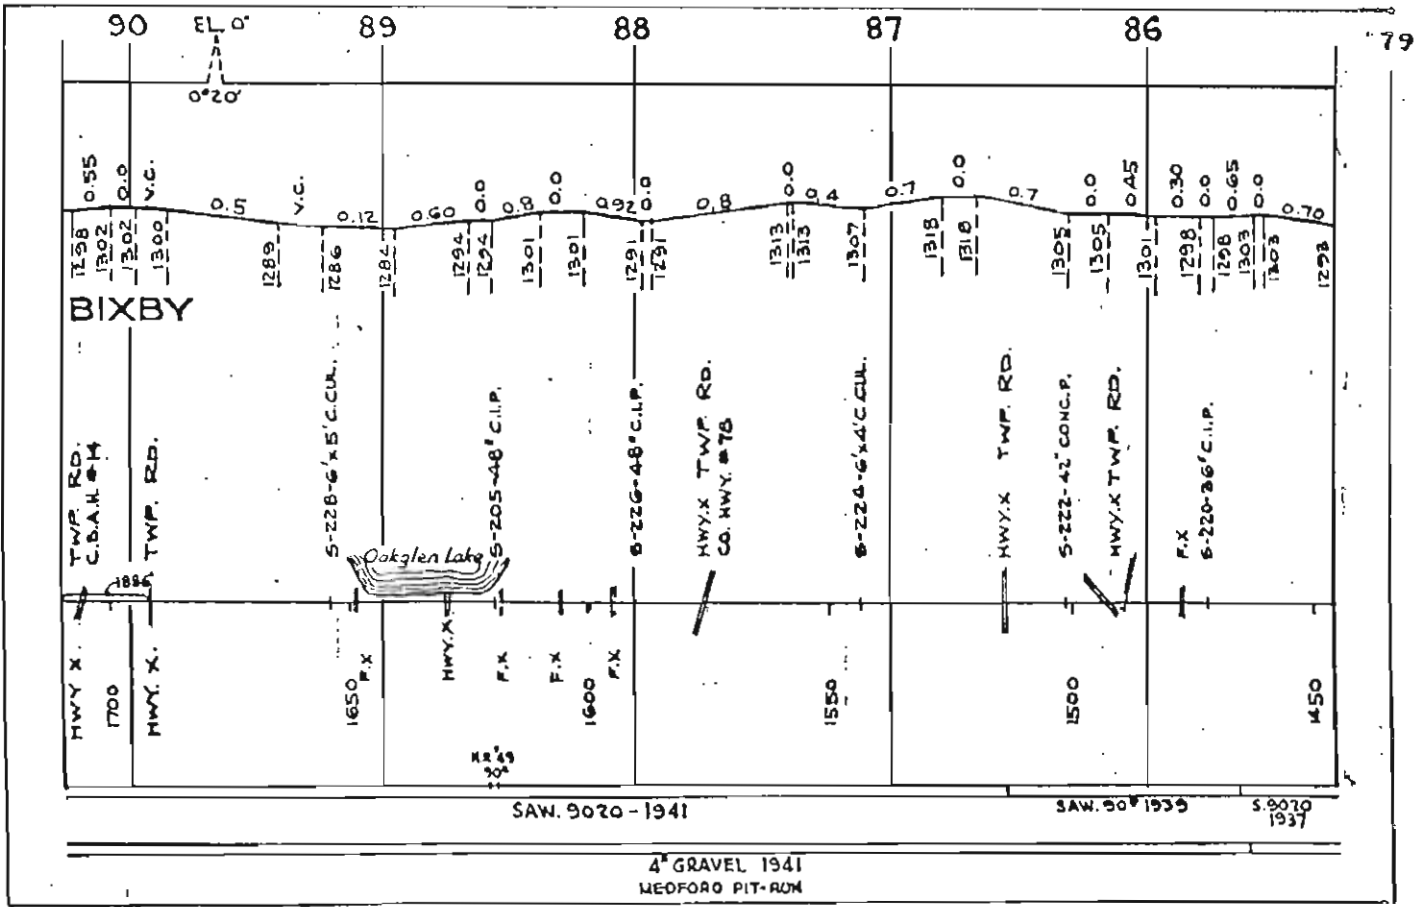 90 EL. 0° 89 88 87 86 79
0°20'
0.55 0.0 V.C. 0.5 V.C. 0.12 0.60 0.0 0.8 0.0 0.92 0.0 0.8 0.0 0.4 0.7 0.0 0.7 0.0 0.45 0.30 0.0 0.65 0.0 0.70
1298 1302 1302 1300 1289 1286 1284 1294 1294 1301 1301 1291 1291 1313 1313 1307 1318 1318 1305 1305 1301 1298 1298 1303 1303 1293
BIXBY
TWP. RD.
C.S.A.H. #14
TWP. RD.
S-228-6'x5'C.CUL.
S-205-48"C.I.P.
S-226-48"C.I.P.
HWY.X TWP. RD.
CO. HWY. #78
S-224-6'x4'C.CUL.
HWY.X TWP. RD.
S-222-42"CONC.P.
HWY.X TWP. RD.
F.X
S-220-36"C.I.P.
Oakglen Lake
1886
HWY X.
1700
HWY. X.
1650
F.X
HWY.X
F.X
F.X
1600
F.X
1550
1500
1450
90#
SAW. 9020-1941
SAW. 90# 1939
S.9020
1937
4" GRAVEL 1941
MEDFORD PIT-RUN